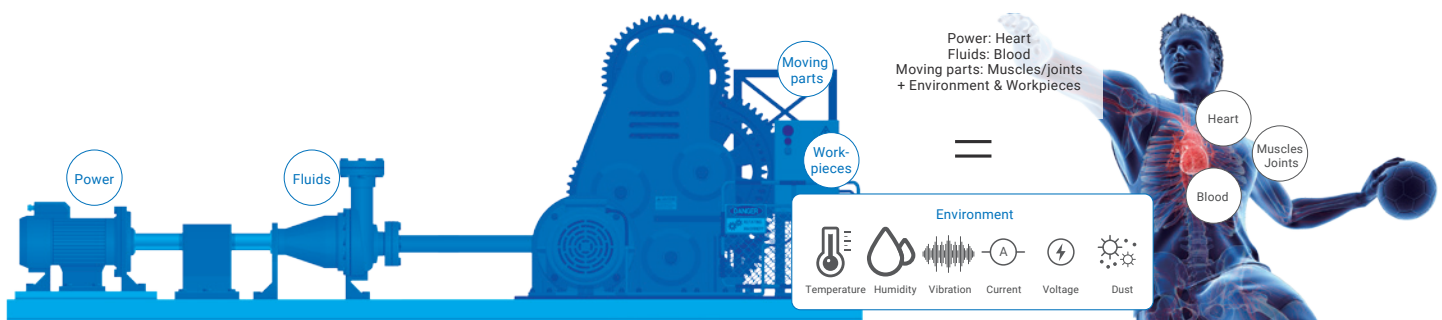 Power
Fluids
Moving
parts
Work-
pieces
DANGER
Power: Heart
Fluids: Blood
Moving parts: Muscles/joints
+ Environment & Workpieces
=
Heart
Muscles
Joints
Blood
Environment
A
Temperature
Humidity
Vibration
Current
Voltage
Dust